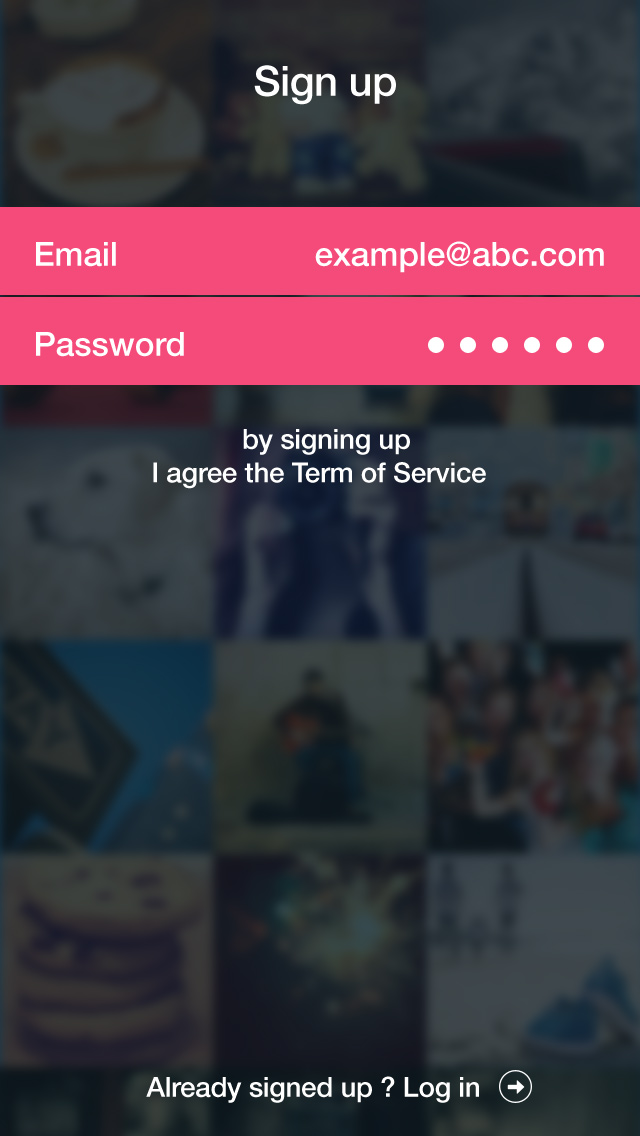 Sign up
Email example@abc.com
Password ● ● ● ● ● ●
by signing up
I agree the Term of Service
Already signed up ? Log in